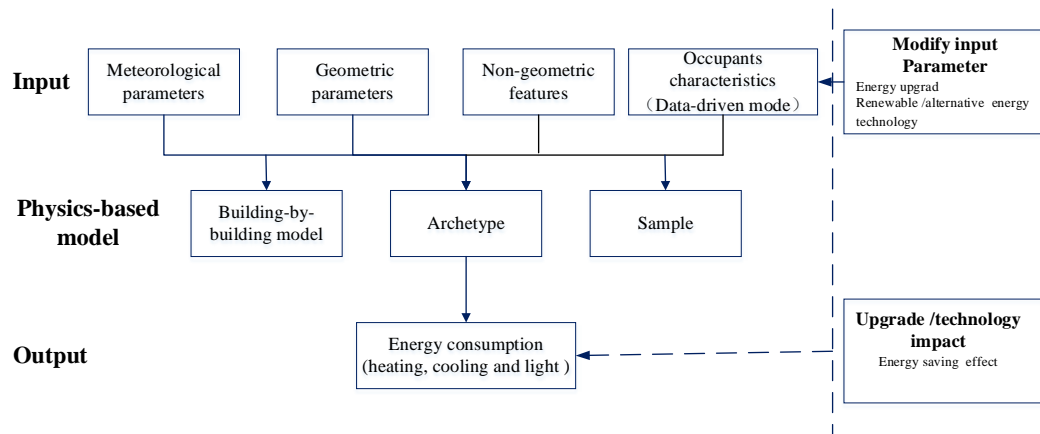 Input
Meteorological
parameters
Geometric
parameters
Non-geometric
features
Occupants
characteristics
（Data-driven mode）
Modify input
Parameter
Energy upgrad
Renewable /alternative energy
technology
Physics-based
model
Building-by-
building model
Archetype
Sample
Output
Energy consumption
(heating, cooling and light )
Upgrade /technology
impact
Energy saving effect